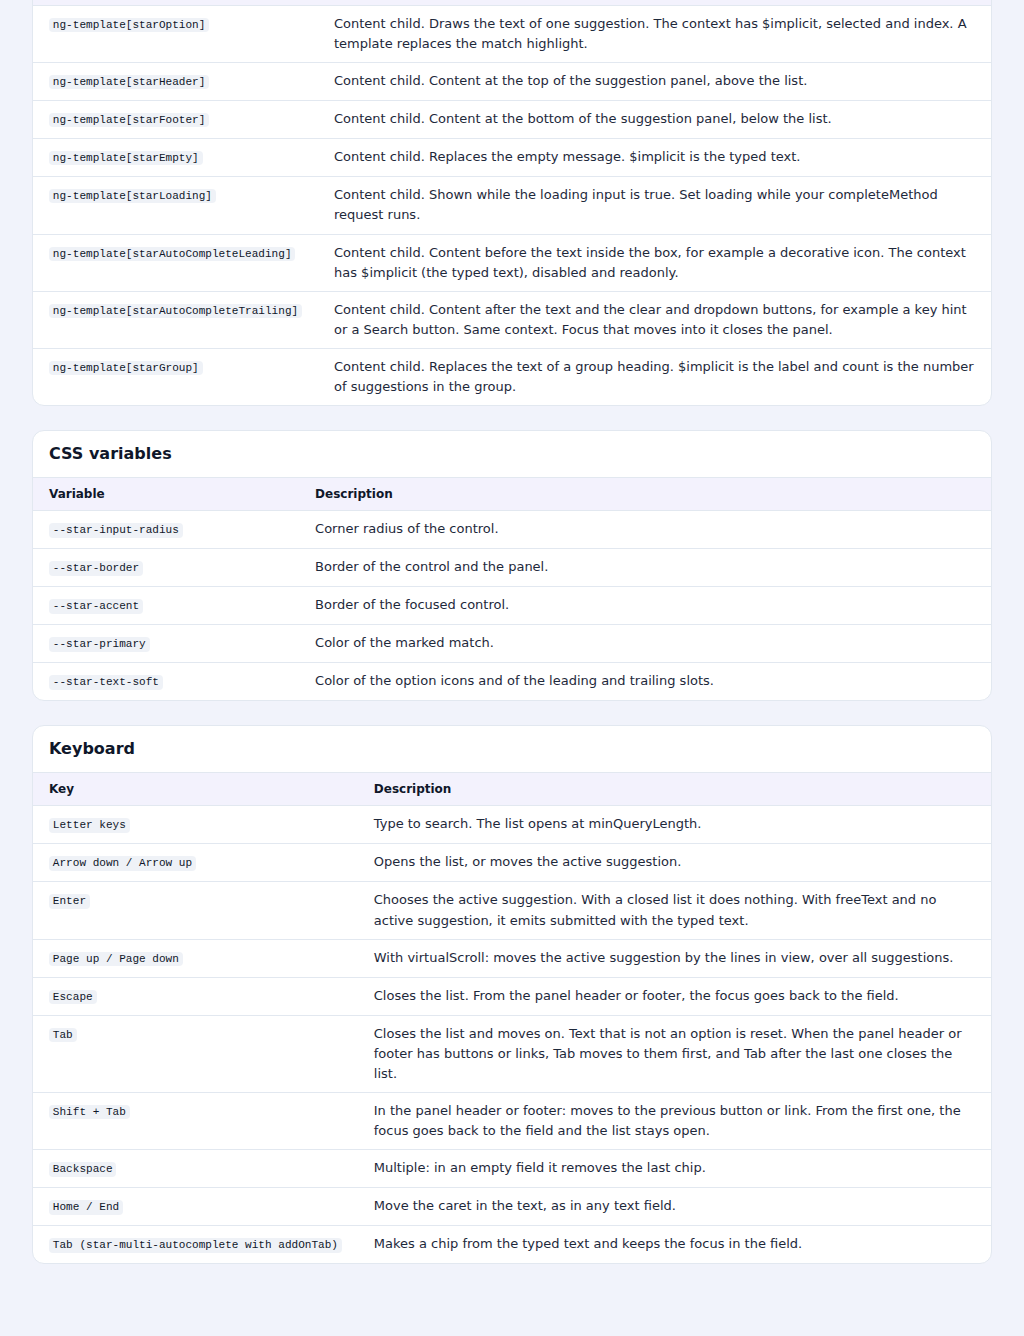 ng-template[starOption]
Content child. Draws the text of one suggestion. The context has $implicit, selected and index. A
template replaces the match highlight.
ng-template[starHeader]
Content child. Content at the top of the suggestion panel, above the list.
ng-template[starFooter]
Content child. Content at the bottom of the suggestion panel, below the list.
ng-template[starEmpty]
Content child. Replaces the empty message. $implicit is the typed text.
ng-template[starLoading]
Content child. Shown while the loading input is true. Set loading while your completeMethod
request runs.
ng-template[starAutoCompleteLeading]
Content child. Content before the text inside the box, for example a decorative icon. The context
has $implicit (the typed text), disabled and readonly.
ng-template[starAutoCompleteTrailing]
Content child. Content after the text and the clear and dropdown buttons, for example a key hint
or a Search button. Same context. Focus that moves into it closes the panel.
ng-template[starGroup]
Content child. Replaces the text of a group heading. $implicit is the label and count is the number
of suggestions in the group.
CSS variables
Variable
Description
--star-input-radius
Corner radius of the control.
--star-border
Border of the control and the panel.
--star-accent
Border of the focused control.
--star-primary
Color of the marked match.
--star-text-soft
Color of the option icons and of the leading and trailing slots.
Keyboard
Key
Description
Letter keys
Type to search. The list opens at minQueryLength.
Arrow down / Arrow up
Opens the list, or moves the active suggestion.
Enter
Chooses the active suggestion. With a closed list it does nothing. With freeText and no
active suggestion, it emits submitted with the typed text.
Page up / Page down
With virtualScroll: moves the active suggestion by the lines in view, over all suggestions.
Escape
Closes the list. From the panel header or footer, the focus goes back to the field.
Tab
Closes the list and moves on. Text that is not an option is reset. When the panel header or
footer has buttons or links, Tab moves to them first, and Tab after the last one closes the
list.
Shift + Tab
In the panel header or footer: moves to the previous button or link. From the first one, the
focus goes back to the field and the list stays open.
Backspace
Multiple: in an empty field it removes the last chip.
Home / End
Move the caret in the text, as in any text field.
Tab (star-multi-autocomplete with addOnTab)
Makes a chip from the typed text and keeps the focus in the field.